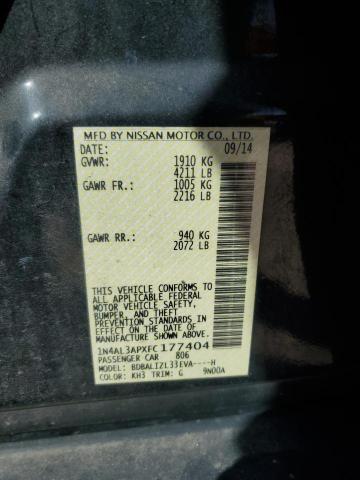 MFD BY NISSAN MOTOR CO., LTD.
DATE: 09/14
GVWR: 1910 KG
4211 LB
GAWR FR.: 1005 KG
2216 LB
GAWR RR.: 940 KG
2072 LB
THIS VEHICLE CONFORMS TO ALL
APPLICABLE FEDERAL
MOTOR VEHICLE SAFETY,
BUMPER, AND THEFT
PREVENTION STANDARDS
IN EFFECT ON THE DATE OF
MANUFACTURE SHOWN ABOVE.
1N4AL3APXFC177404
PASSENGER CAR 806
MODEL: BDBALIZL33EVA----H
COLOR: KH3 TRIM: G 9N00A